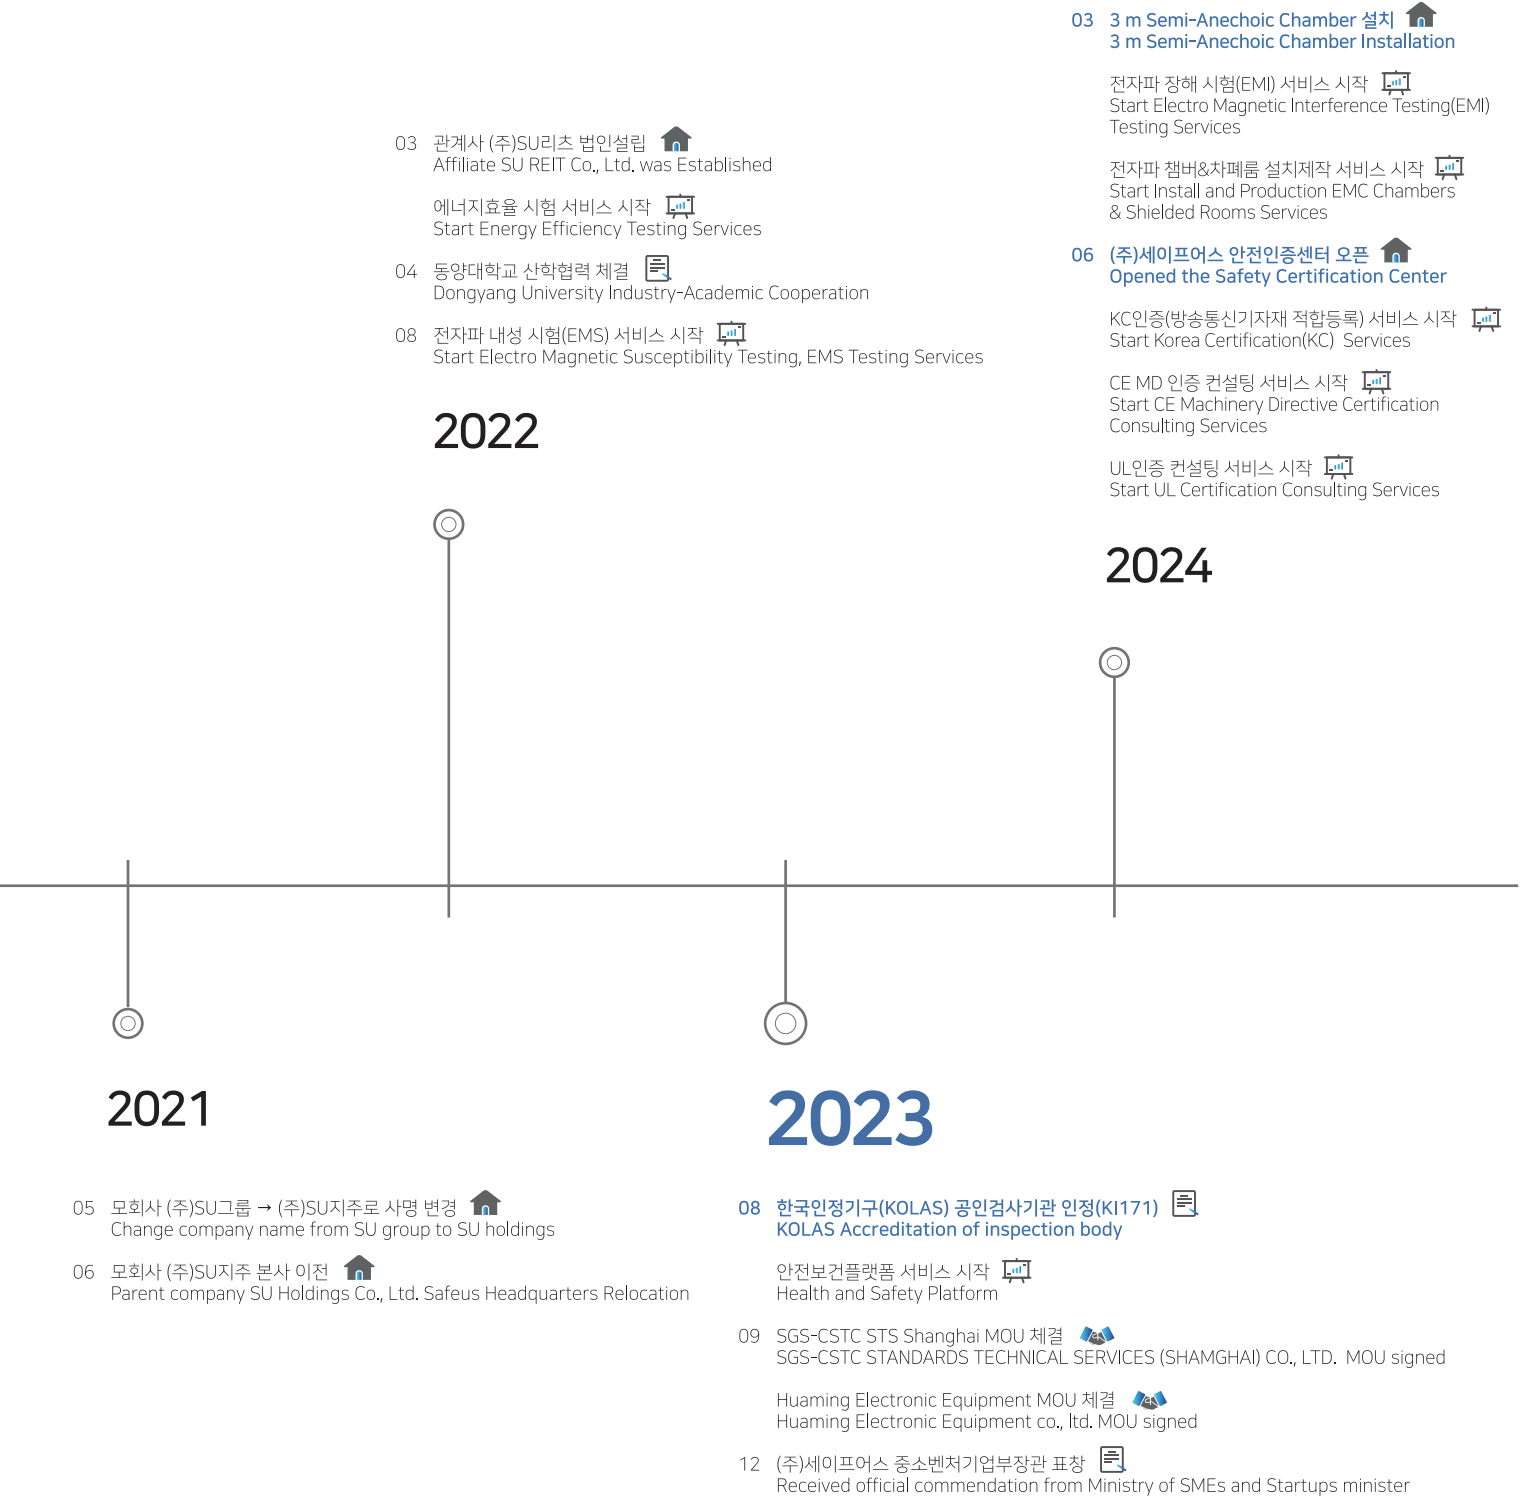 03 3 m Semi-Anechoic Chamber 설치
3 m Semi-Anechoic Chamber Installation
전자파 장해 시험(EMI) 서비스 시작
Start Electro Magnetic Interference Testing(EMI)
Testing Services
전자파 챔버&차폐룸 설치제작 서비스 시작
Start Install and Production EMC Chambers
& Shielded Rooms Services
06 (주)세이프어스 안전인증센터 오픈
Opened the Safety Certification Center
KC인증(방송통신기자재 적합등록) 서비스 시작
Start Korea Certification(KC) Services
CE MD 인증 컨설팅 서비스 시작
Start CE Machinery Directive Certification
Consulting Services
UL인증 컨설팅 서비스 시작
Start UL Certification Consulting Services
2024
03 관계사 (주)SU리츠 법인설립
Affiliate SU REIT Co., Ltd. was Established
에너지효율 시험 서비스 시작
Start Energy Efficiency Testing Services
04 동양대학교 산학협력 체결
Dongyang University Industry-Academic Cooperation
08 전자파 내성 시험(EMS) 서비스 시작
Start Electro Magnetic Susceptibility Testing, EMS Testing Services
2022
2021
05 모회사 (주)SU그룹 → (주)SU지주로 사명 변경
Change company name from SU group to SU holdings
06 모회사 (주)SU지주 본사 이전
Parent company SU Holdings Co., Ltd. Safeus Headquarters Relocation
2023
08 한국인정기구(KOLAS) 공인검사기관 인정(KI171)
KOLAS Accreditation of inspection body
안전보건플랫폼 서비스 시작
Health and Safety Platform
09 SGS-CSTC STS Shanghai MOU 체결
SGS-CSTC STANDARDS TECHNICAL SERVICES (SHAMGHAI) CO., LTD. MOU signed
Huaming Electronic Equipment MOU 체결
Huaming Electronic Equipment co., ltd. MOU signed
12 (주)세이프어스 중소벤처기업부장관 표창
Received official commendation from Ministry of SMEs and Startups minister